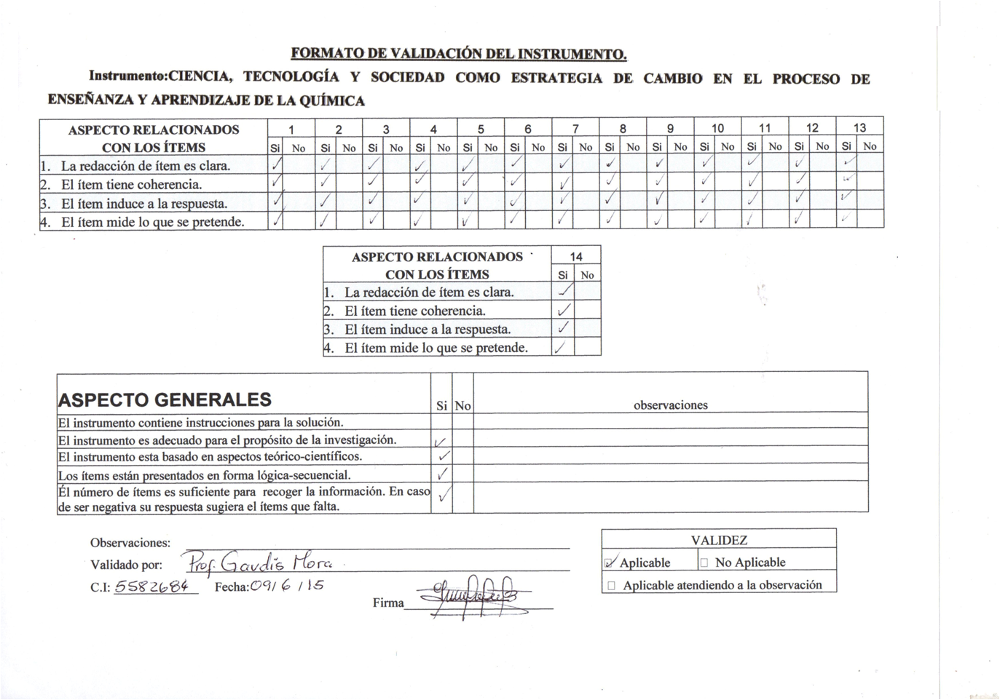 FORMATO DE VALIDACIÓN DEL INSTRUMENTO.
Instrumento:CIENCIA, TECNOLOGÍA Y SOCIEDAD COMO ESTRATEGIA DE CAMBIO EN EL PROCESO DE
ENSEÑANZA Y APRENDIZAJE DE LA QUÍMICA
ASPECTO RELACIONADOS CON LOS ÍTEMS 1 2 3 4 5 6 7 8 9 10 11 12 13
Si No Si No Si No Si No Si No Si No Si No Si No Si No Si No Si No Si No Si No
1. La redacción de ítem es clara. ✓ ✓ ✓ ✓ ✓ ✓ ✓ ✓ ✓ ✓ ✓ ✓ ✓
2. El ítem tiene coherencia. ✓ ✓ ✓ ✓ ✓ ✓ ✓ ✓ ✓ ✓ ✓ ✓ ✓
3. El ítem induce a la respuesta. ✓ ✓ ✓ ✓ ✓ ✓ ✓ ✓ ✓ ✓ ✓ ✓ ✓
4. El ítem mide lo que se pretende. ✓ ✓ ✓ ✓ ✓ ✓ ✓ ✓ ✓ ✓ ✓ ✓ ✓
ASPECTO RELACIONADOS CON LOS ÍTEMS 14
Si No
1. La redacción de ítem es clara. ✓
2. El ítem tiene coherencia. ✓
3. El ítem induce a la respuesta. ✓
4. El ítem mide lo que se pretende. ✓
ASPECTO GENERALES Si No observaciones
El instrumento contiene instrucciones para la solución.
El instrumento es adecuado para el propósito de la investigación. ✓
El instrumento esta basado en aspectos teórico-científicos. ✓
Los ítems están presentados en forma lógica-secuencial. ✓
Él número de ítems es suficiente para recoger la información. En caso
de ser negativa su respuesta sugiera el ítems que falta. ✓
Observaciones:
Validado por: Prof. Gaudis Mora.
C.I: 5582684 Fecha:09/6/15
Firma
VALIDEZ
☑ Aplicable ☐ No Aplicable
☐ Aplicable atendiendo a la observación